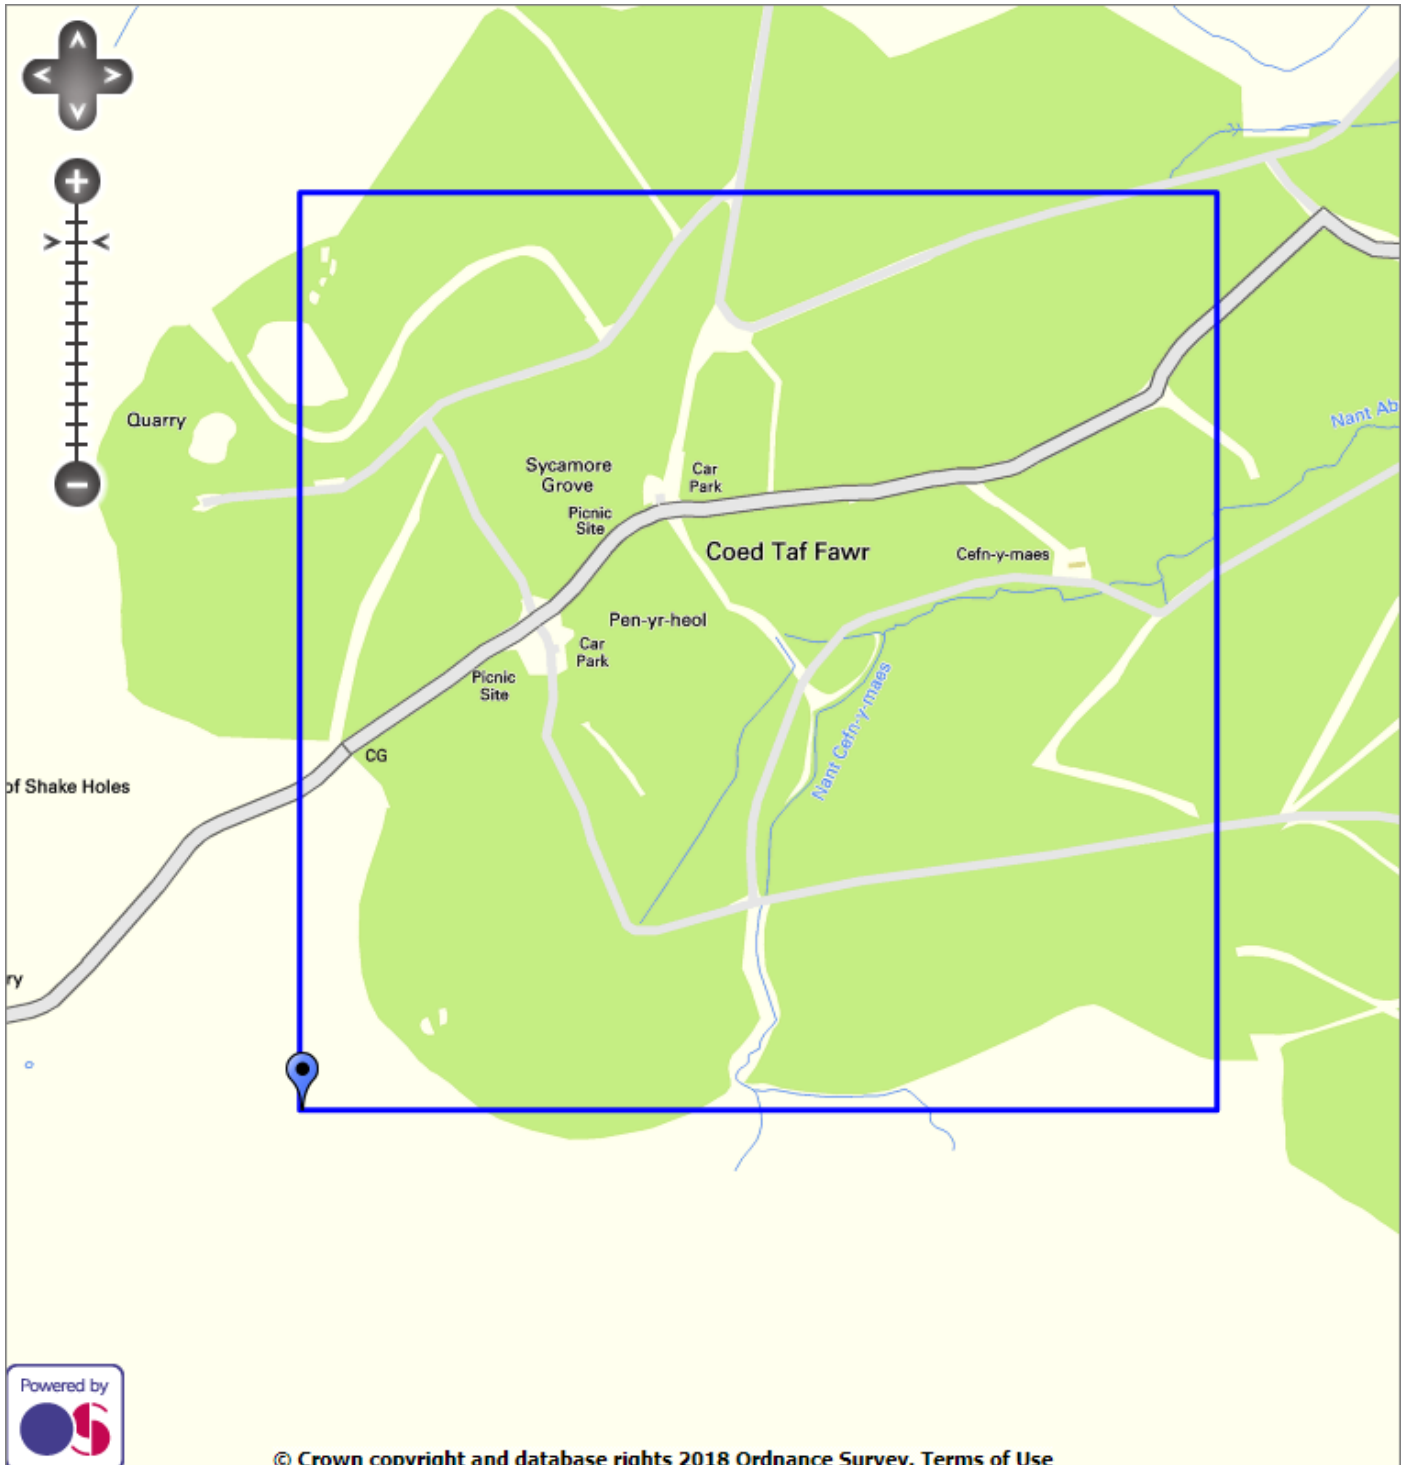 Nant Ab
Quarry
Sycamore
Grove
Car
Park
Picnic
Site
Coed Taf Fawr
Cefn-y-maes
Pen-yr-heol
Car
Park
Picnic
Site
Nant Cefn-y-maes
CG
of Shake Holes
ry
Powered by
OS
© Crown copyright and database rights 2018 Ordnance Survey. Terms of Use